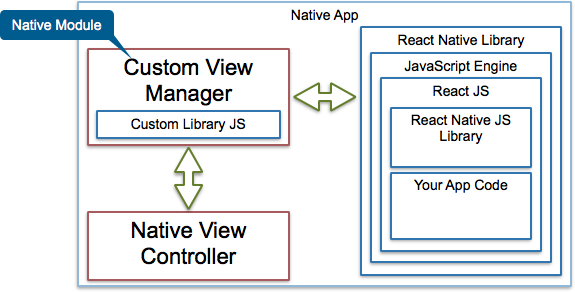 Native App
Native Module
Custom View
Manager
Custom Library JS
Native View
Controller
React Native Library
JavaScript Engine
React JS
React Native JS
Library
Your App Code